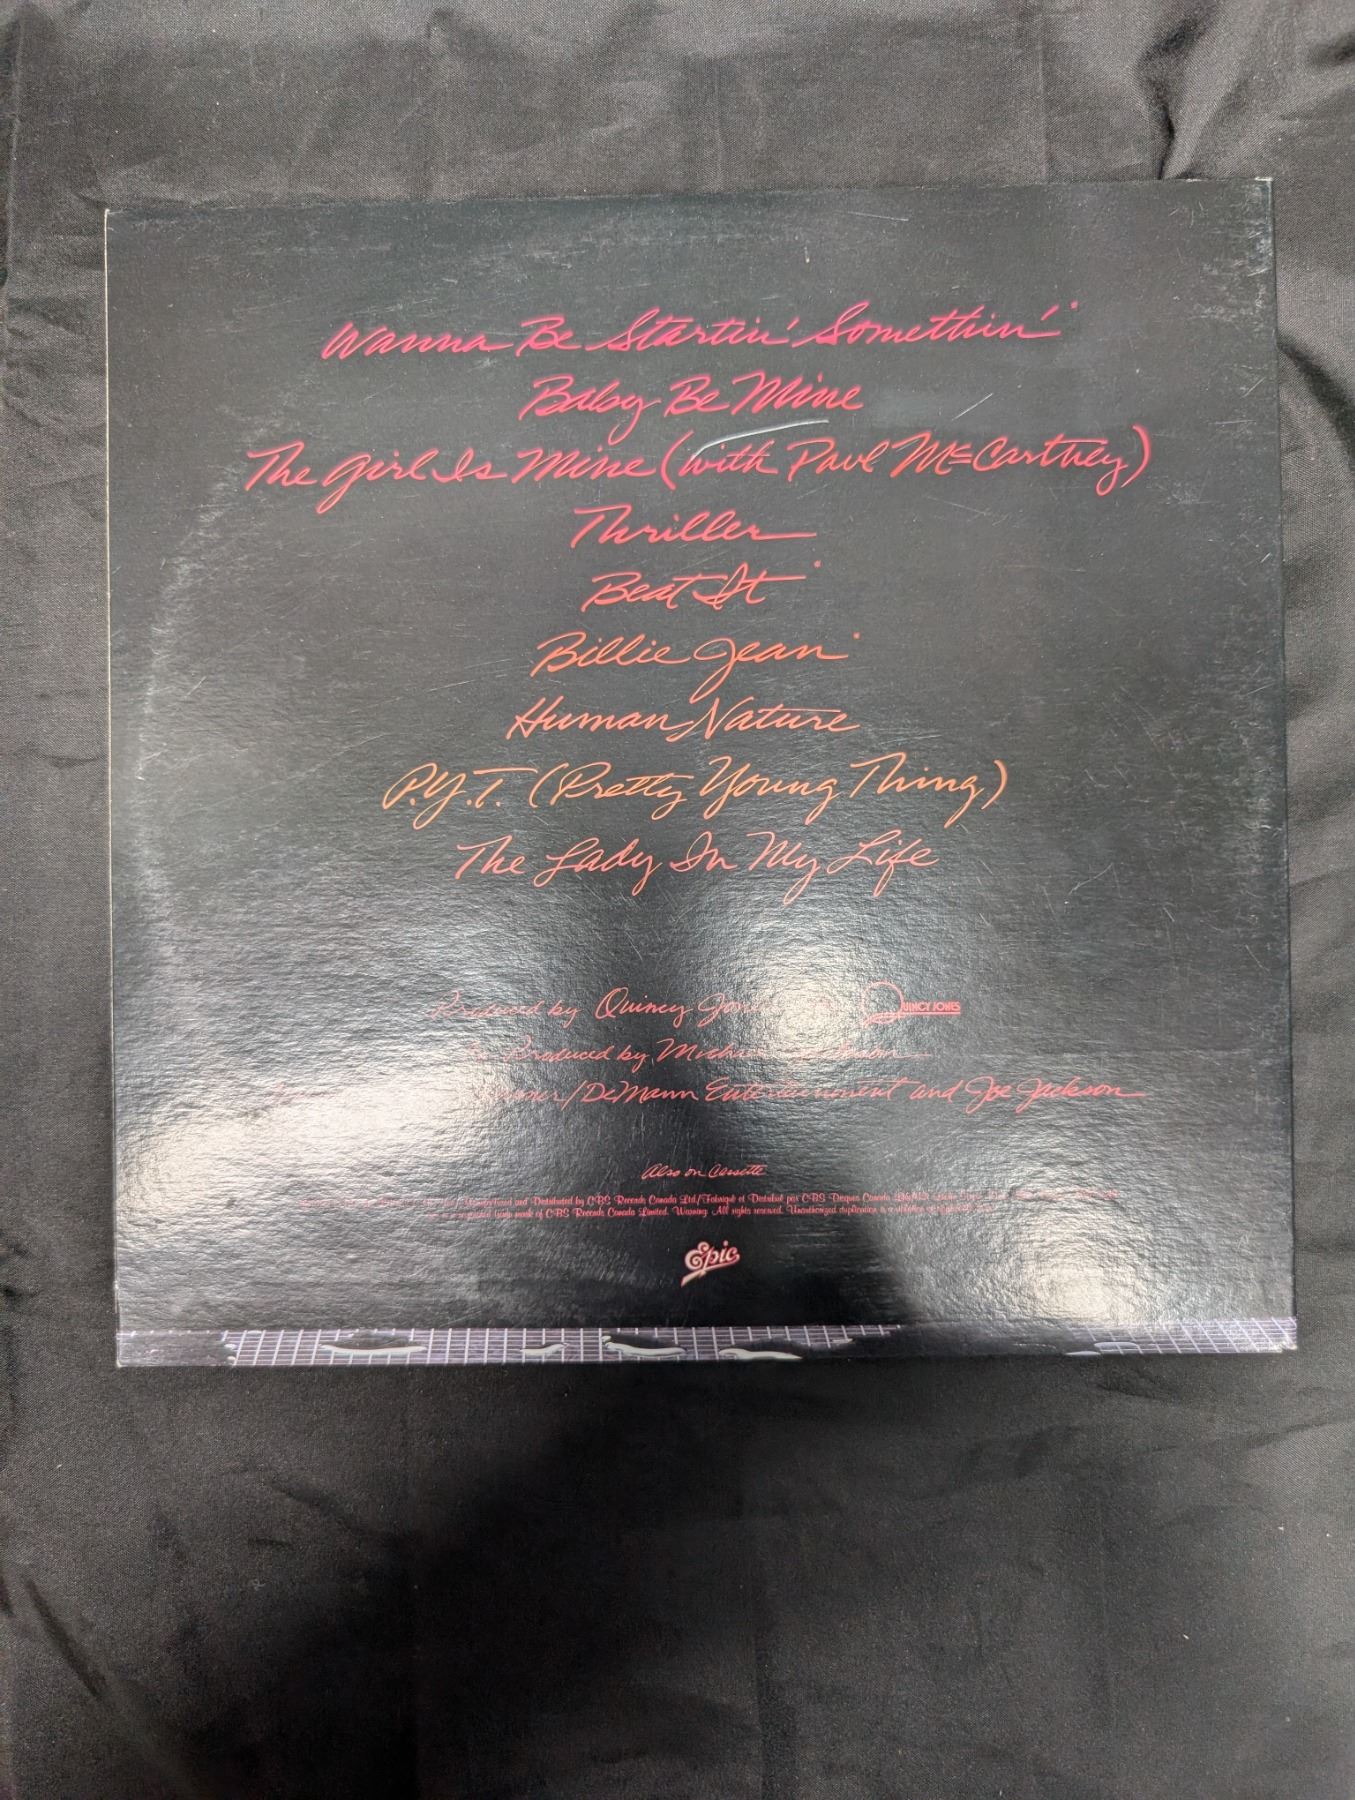 Wanna Be Startin' Somethin'*
Baby Be Mine
The Girl Is Mine (with Paul McCartney)
Thriller
Beat It*
Billie Jean*
Human Nature
P.Y.T. (Pretty Young Thing)
The Lady In My Life
Produced by Quincy Jones QUINCY JONES
Produced by Michael Jackson
/DeMann Entertainment and Joe Jackson
Also on Cassette
Manufactured and Distributed by CBS Records Canada Ltd/Fabriqué et Distribué par CBS Disques Canada Ltée
trade mark of CBS Records Canada Limited. Warning: All rights reserved. Unauthorized duplication is a violation of
Epic